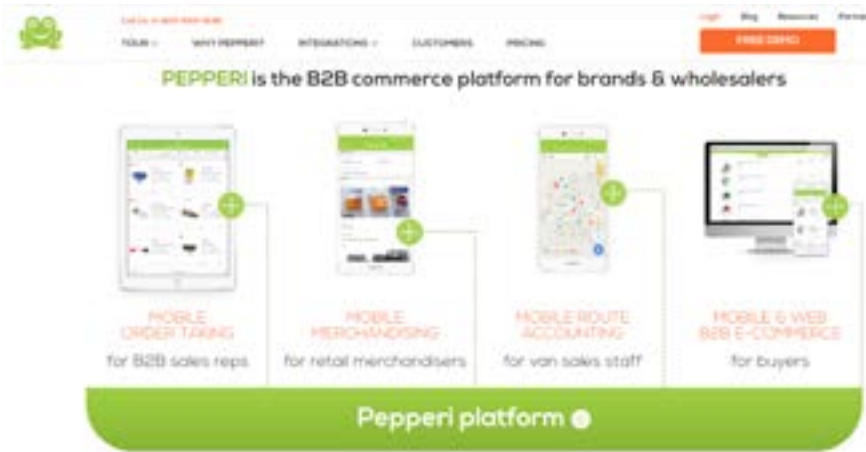 Login Blog Resources
TOUR WHY PEPPERI? INTEGRATIONS CUSTOMERS PRICING
FREE DEMO
PEPPERI is the B2B commerce platform for brands & wholesalers
MOBILE
ORDER TAKING
for B2B sales reps
MOBILE
MERCHANDISING
for retail merchandisers
MOBILE ROUTE
ACCOUNTING
for van sales staff
MOBILE & WEB
B2B E-COMMERCE
for buyers
Pepperi platform